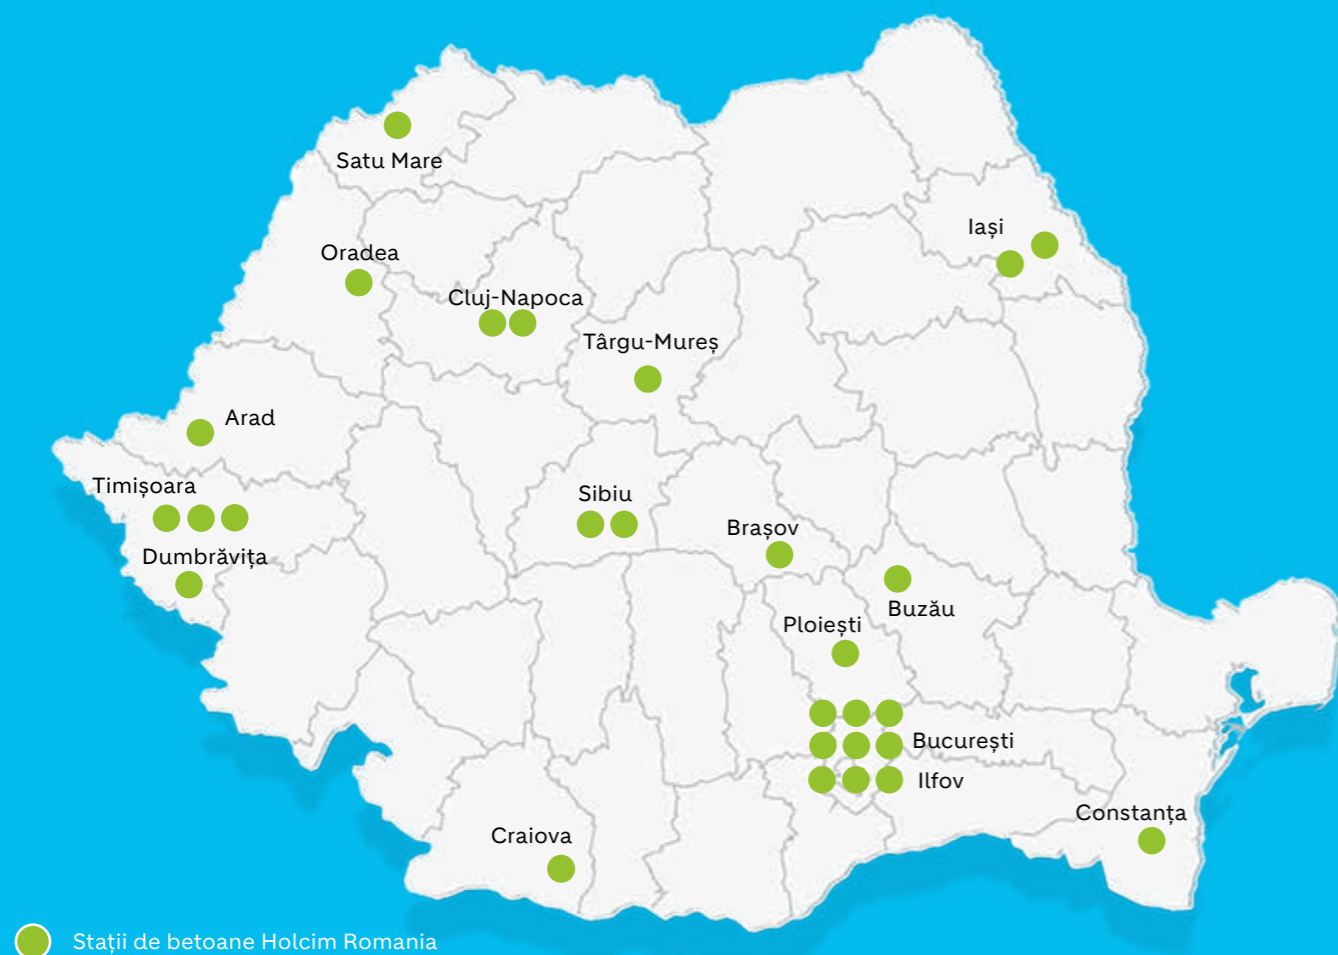 Satu Mare
Iași
Oradea
Cluj-Napoca
Târgu-Mureș
Arad
Timișoara
Sibiu
Brașov
Dumbrăvița
Buzău
Ploiești
București
Ilfov
Constanța
Craiova
Stații de betoane Holcim Romania